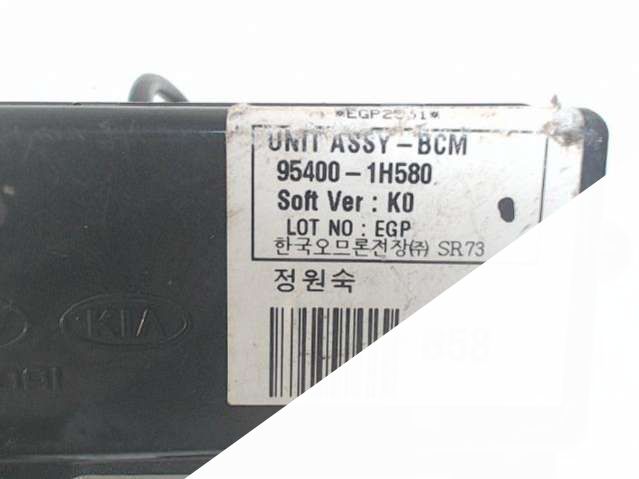 UNIT ASSY-BCM
95400-1H580
Soft Ver : K0
LOT NO : EGP
한국오므론전장㈜ SR73
정원숙
KIA